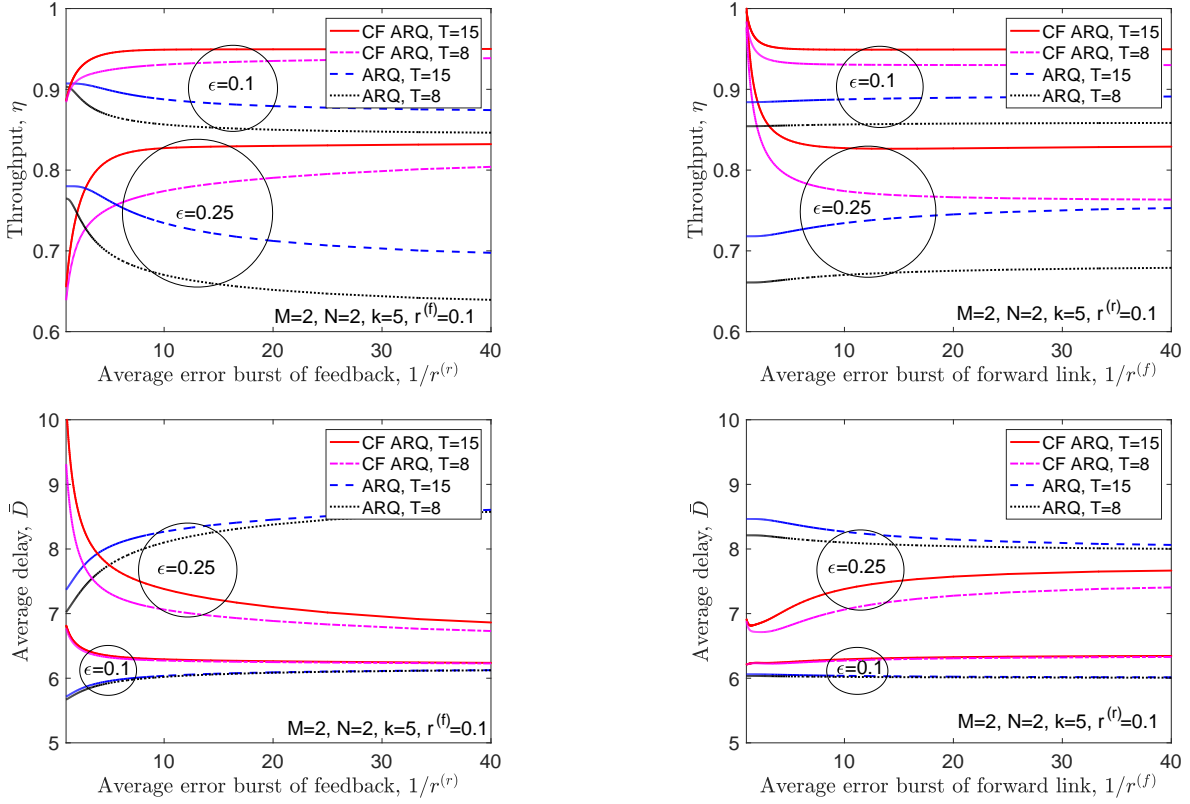 Throughput, η
1
0.9
0.8
0.7
0.6
CF ARQ, T=15
CF ARQ, T=8
ARQ, T=15
ARQ, T=8
ϵ=0.1
ϵ=0.25
M=2, N=2, k=5, r^(f)=0.1
10 20 30 40
Average error burst of feedback, 1/r^(r)
Throughput, η
1
0.9
0.8
0.7
0.6
CF ARQ, T=15
CF ARQ, T=8
ARQ, T=15
ARQ, T=8
ϵ=0.1
ϵ=0.25
M=2, N=2, k=5, r^(r)=0.1
10 20 30 40
Average error burst of forward link, 1/r^(f)
Average delay, D̄
10
9
8
7
6
5
CF ARQ, T=15
CF ARQ, T=8
ARQ, T=15
ARQ, T=8
ϵ=0.25
ϵ=0.1
M=2, N=2, k=5, r^(f)=0.1
10 20 30 40
Average error burst of feedback, 1/r^(r)
Average delay, D̄
10
9
8
7
6
5
CF ARQ, T=15
CF ARQ, T=8
ARQ, T=15
ARQ, T=8
ϵ=0.25
ϵ=0.1
M=2, N=2, k=5, r^(r)=0.1
10 20 30 40
Average error burst of forward link, 1/r^(f)